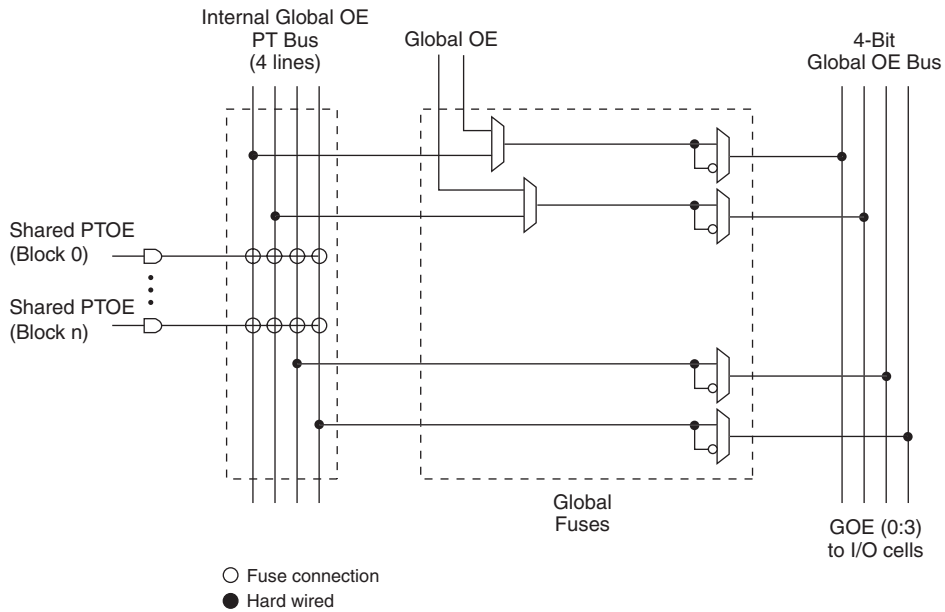 Internal Global OE
PT Bus
(4 lines)
Global OE
4-Bit
Global OE Bus
Shared PTOE
(Block 0)
Shared PTOE
(Block n)
Global
Fuses
GOE (0:3)
to I/O cells
Fuse connection
Hard wired